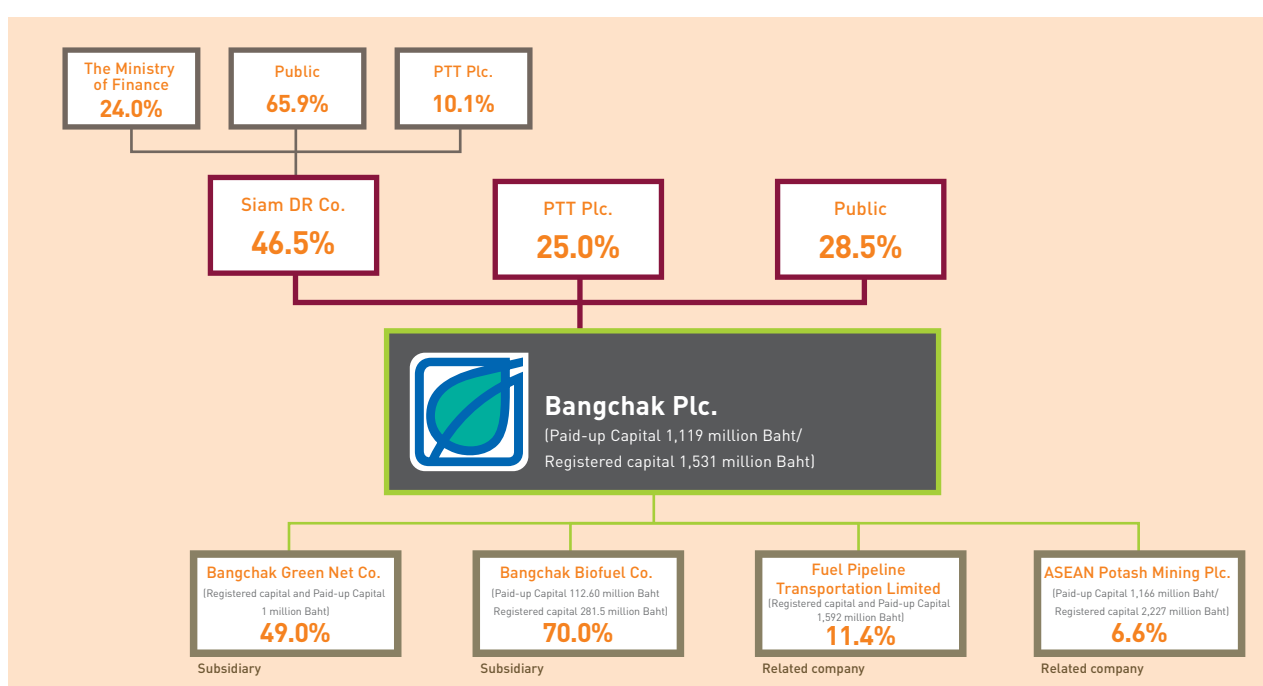 The Ministry
of Finance
24.0%
Public
65.9%
PTT Plc.
10.1%
Siam DR Co.
46.5%
PTT Plc.
25.0%
Public
28.5%
Bangchak Plc.
(Paid-up Capital 1,119 million Baht/
Registered capital 1,531 million Baht)
Bangchak Green Net Co.
(Registered capital and Paid-up Capital
1 million Baht)
49.0%
Subsidiary
Bangchak Biofuel Co.
(Paid-up Capital 112.60 million Baht
Registered capital 281.5 million Baht)
70.0%
Subsidiary
Fuel Pipeline
Transportation Limited
(Registered capital and Paid-up Capital
1,592 million Baht)
11.4%
Related company
ASEAN Potash Mining Plc.
(Paid-up Capital 1,166 million Baht/
Registered capital 2,227 million Baht)
6.6%
Related company